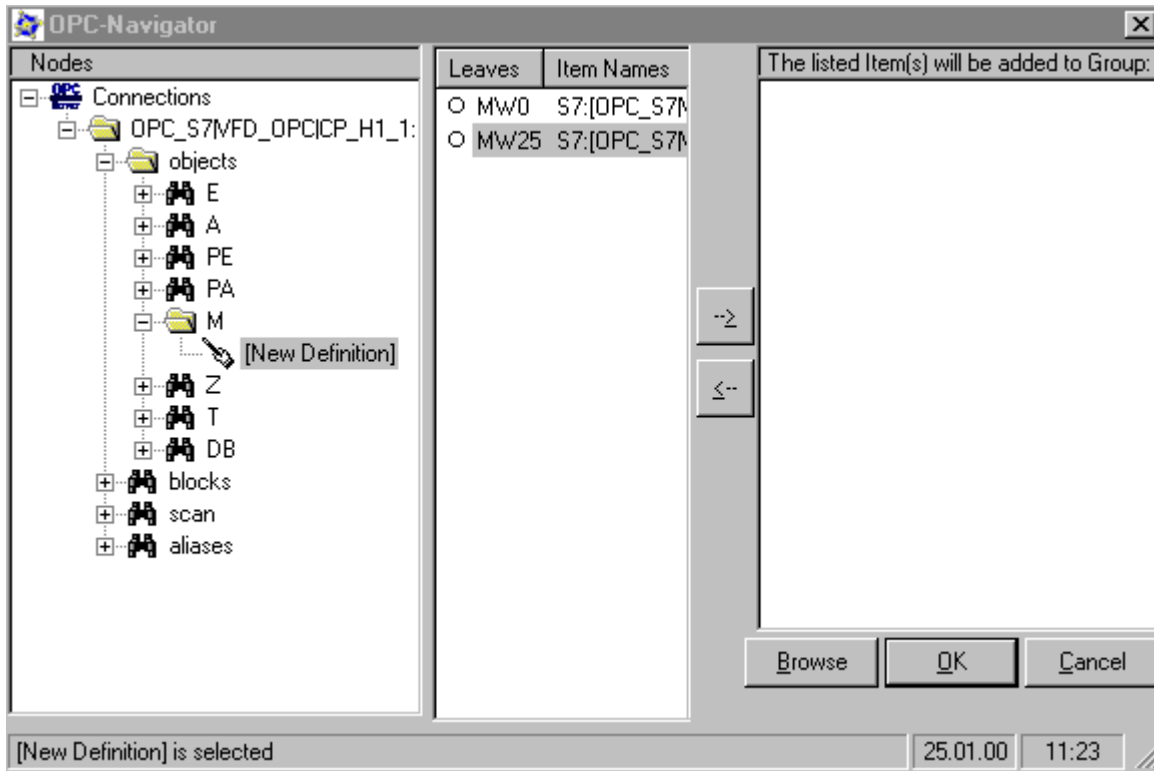 OPC-Navigator
Nodes
Connections
OPC_S7|VFD_OPC|CP_H1_1:
objects
E
A
PE
PA
M
[New Definition]
Z
T
DB
blocks
scan
aliases
Leaves Item Names
MW0 S7:[OPC_S7|
MW25 S7:[OPC_S7|
-->
<--
The listed Item(s) will be added to Group:
Browse OK Cancel
[New Definition] is selected 25.01.00 11:23